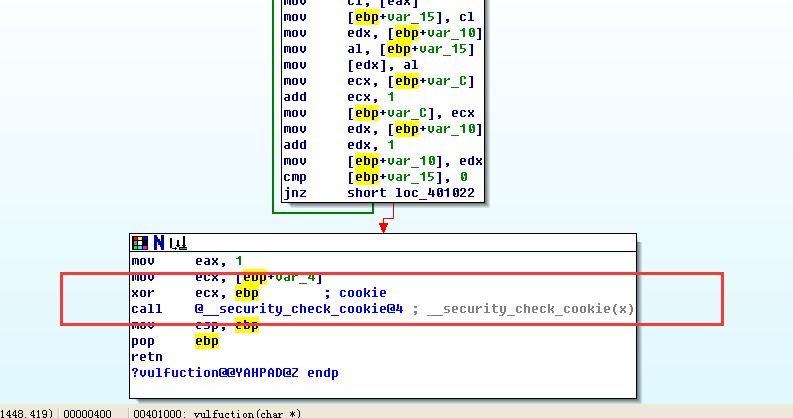 mov cl, [eax]
mov [ebp+var_15], cl
mov edx, [ebp+var_10]
mov al, [ebp+var_15]
mov [edx], al
mov ecx, [ebp+var_C]
add ecx, 1
mov [ebp+var_C], ecx
mov edx, [ebp+var_10]
add edx, 1
mov [ebp+var_10], edx
cmp [ebp+var_15], 0
jnz short loc_401022
mov eax, 1
mov ecx, [ebp+var_4]
xor ecx, ebp ; cookie
call @__security_check_cookie@4 ; __security_check_cookie(x)
mov esp, ebp
pop ebp
retn
?vulfuction@@YAHPAD@Z endp
1448,419) 00000400 00401000: vulfuction(char *)